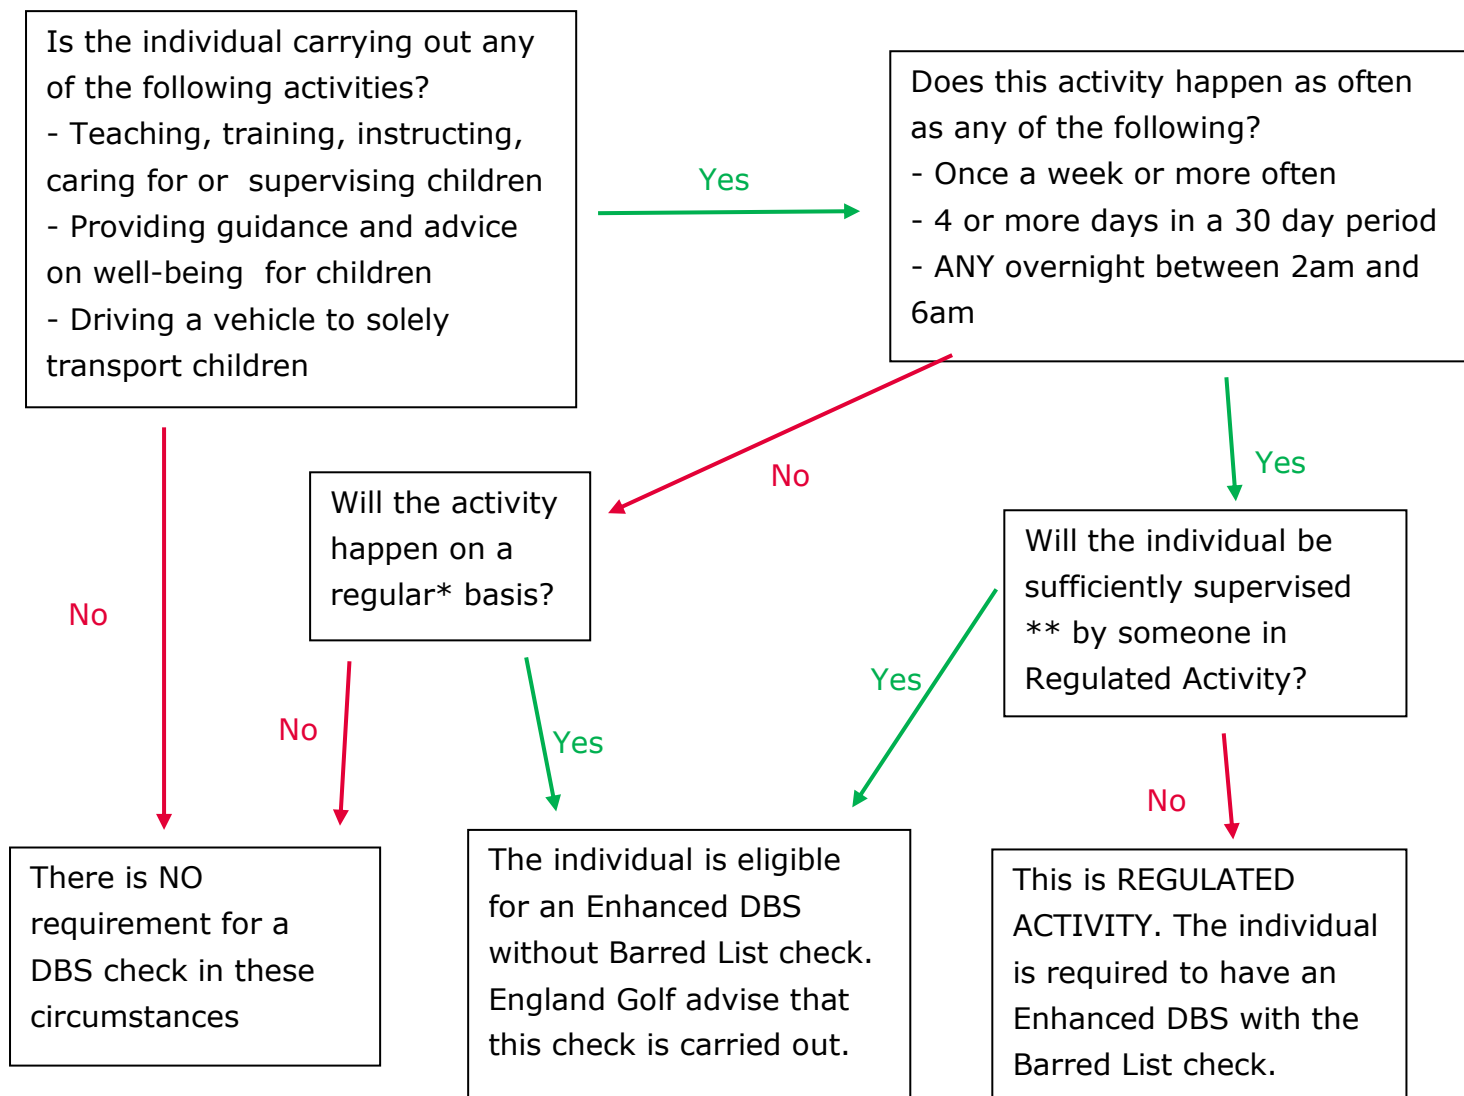 Is the individual carrying out any
of the following activities?
- Teaching, training, instructing,
caring for or  supervising children
- Providing guidance and advice
on well-being  for children
- Driving a vehicle to solely
transport children
Yes
Does this activity happen as often
as any of the following?
- Once a week or more often
- 4 or more days in a 30 day period
- ANY overnight between 2am and
6am
No
Yes
Will the activity
happen on a
regular* basis?
Will the individual be
sufficiently supervised
** by someone in
Regulated Activity?
No
No
Yes
Yes
No
There is NO
requirement for a
DBS check in these
circumstances
The individual is eligible
for an Enhanced DBS
without Barred List check.
England Golf advise that
this check is carried out.
This is REGULATED
ACTIVITY. The individual
is required to have an
Enhanced DBS with the
Barred List check.